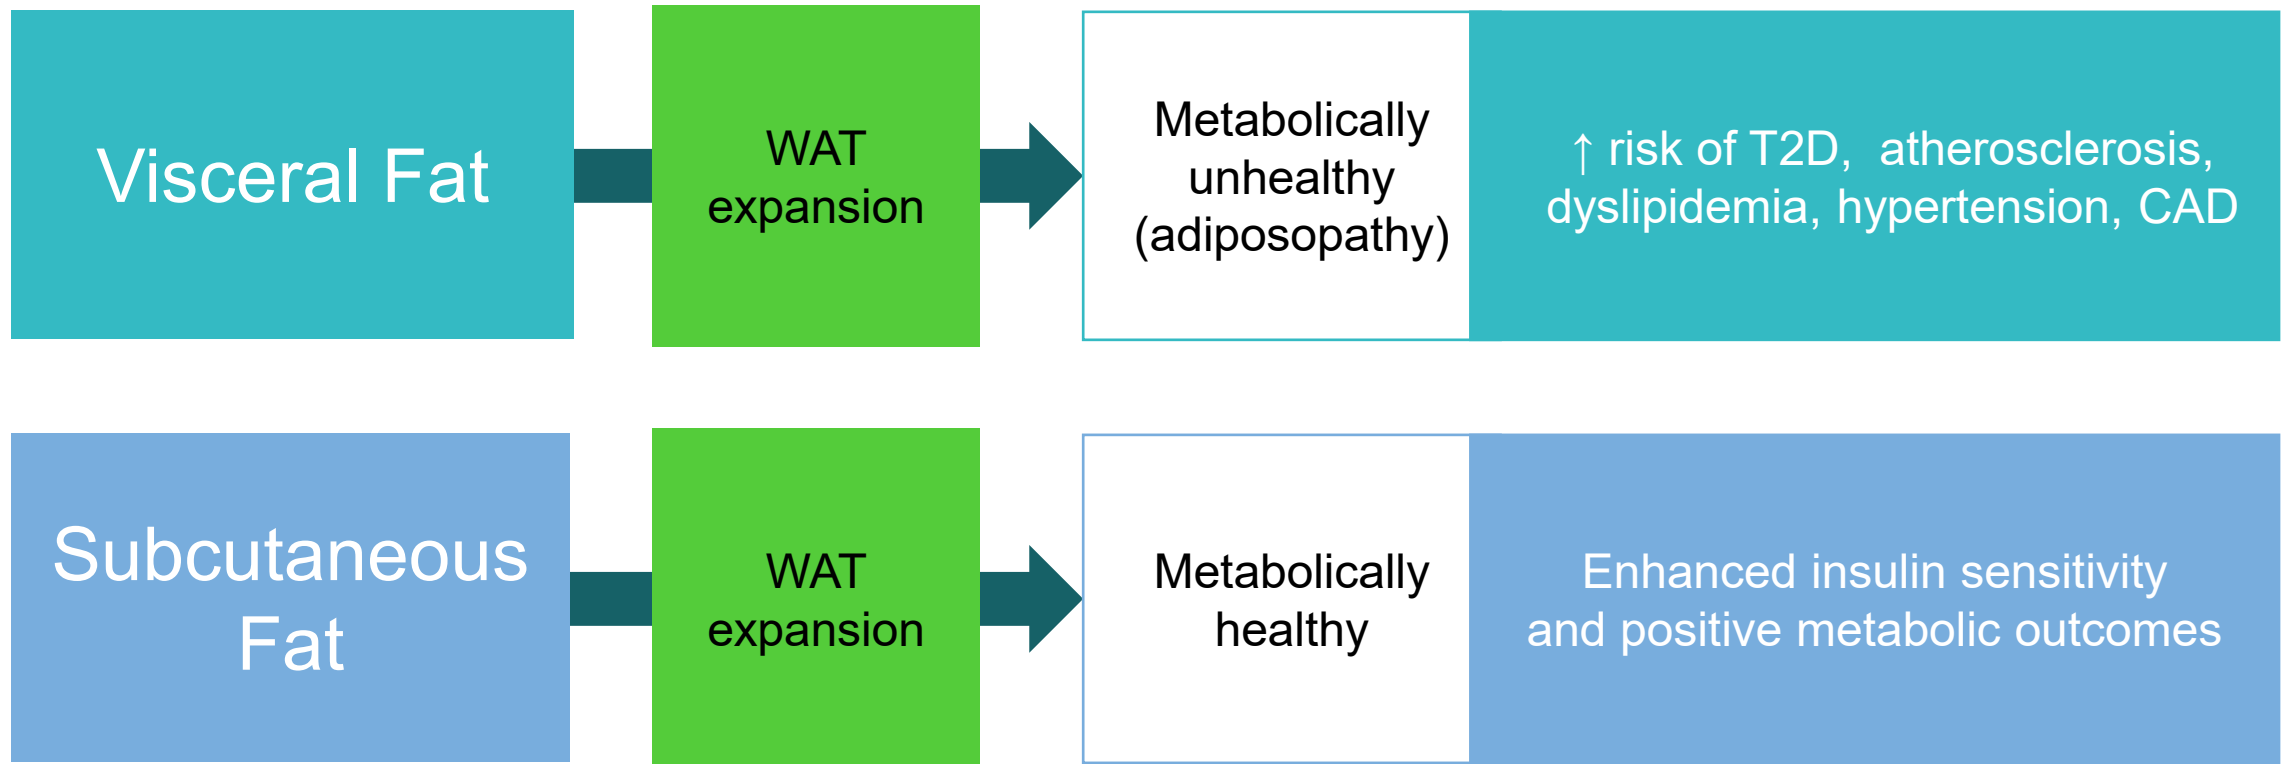 Visceral Fat
WAT
expansion
Metabolically
unhealthy
(adiposopathy)
↑ risk of T2D,  atherosclerosis,
dyslipidemia, hypertension, CAD
Subcutaneous
Fat
WAT
expansion
Metabolically
healthy
Enhanced insulin sensitivity
and positive metabolic outcomes